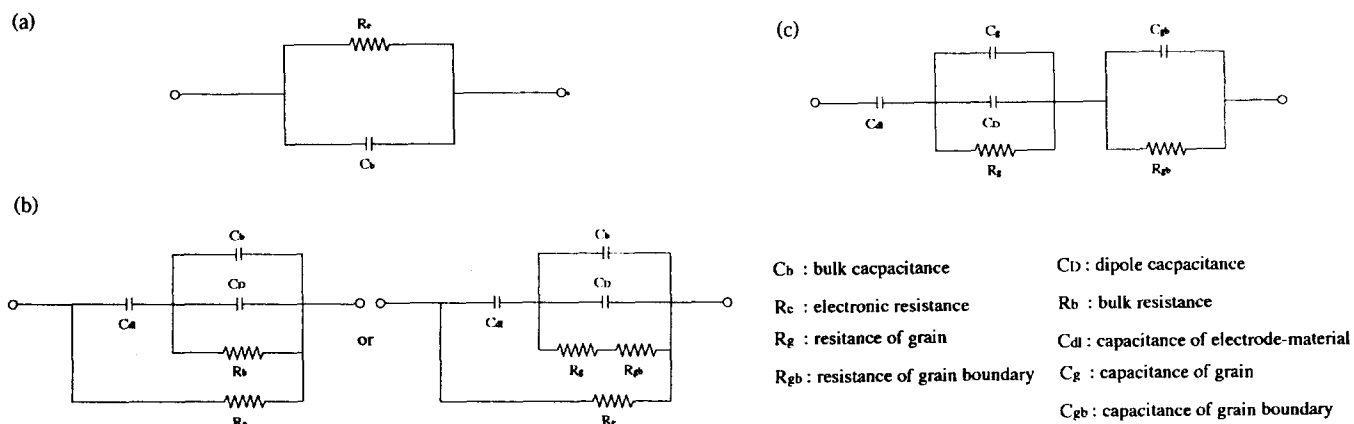 (a)
Re
Cb
(b)
Cb
CD
Cdl
Rb
Re
or
Cb
CD
Cdl
Rg
Rgb
Re
(c)
Cg
Cgb
Cdl
CD
Rg
Rgb
Cb : bulk cacpacitance
Re : electronic resistance
Rg : resitance of grain
Rgb : resistance of grain boundary
CD : dipole cacpacitance
Rb : bulk resistance
Cdl : capacitance of electrode-material
Cg : capacitance of grain
Cgb : capacitance of grain boundary